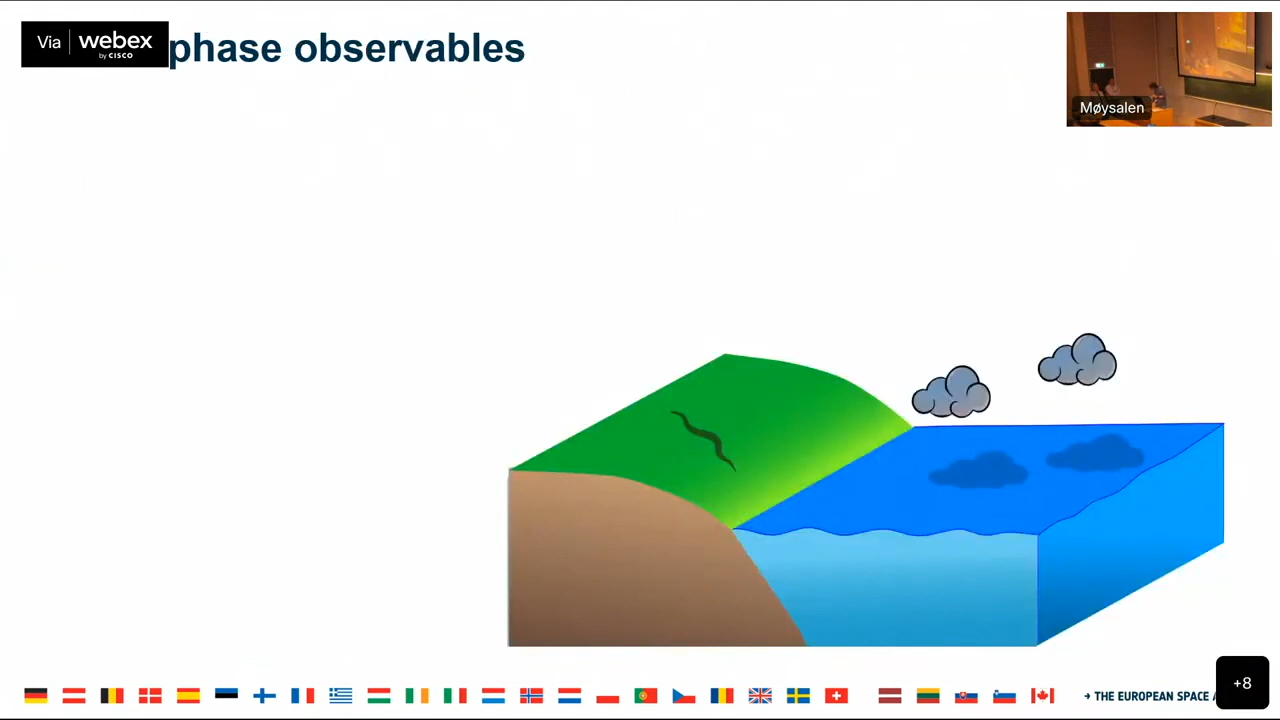 Via webex
by CISCO
phase observables
Møysalen
→ THE EUROPEAN SPACE
+8